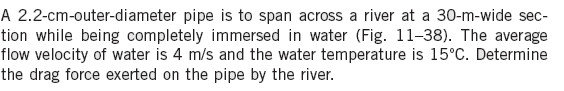 A 2.2-cm-outer-diameter pipe is to span across a river at a 30-m-wide sec-
tion while being completely immersed in water (Fig. 11–38). The average
flow velocity of water is 4 m/s and the water temperature is 15°C. Determine
the drag force exerted on the pipe by the river.